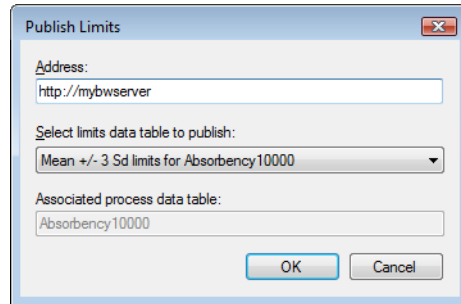 Publish Limits
Address:
http://mybwserver
Select limits data table to publish:
Mean +/- 3 Sd limits for Absorbency10000
Associated process data table:
Absorbency10000
OK Cancel